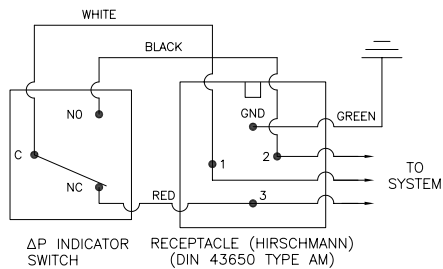 WHITE
BLACK
NO
GND
GREEN
C
1
2
TO
SYSTEM
NC
RED
3
ΔP INDICATOR
SWITCH
RECEPTACLE (HIRSCHMANN)
(DIN 43650 TYPE AM)